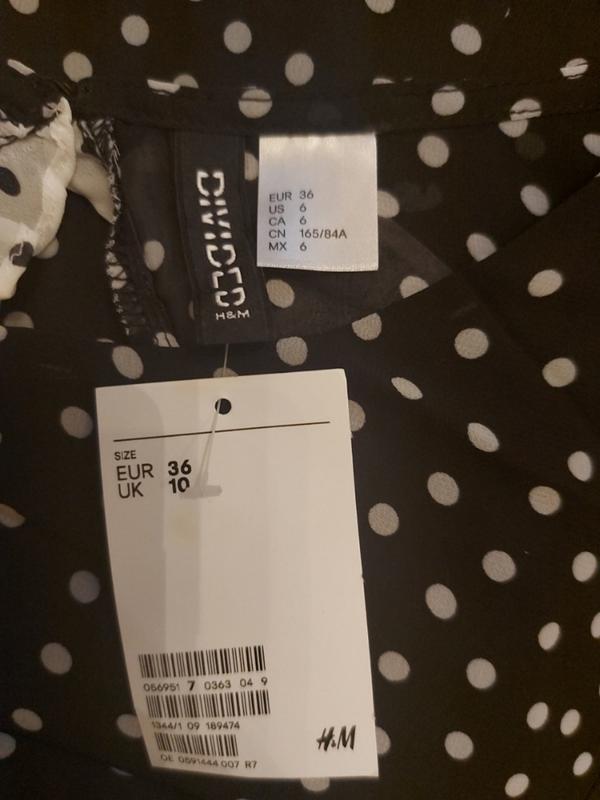 DIVIDED
H&M
EUR 36
US 6
CA 6
CN 165/84A
MX 6
SIZE
EUR 36
UK 10
056951 7 0363 04 9
1344/1 09 189474
OE 0591444 007 R7
H&M